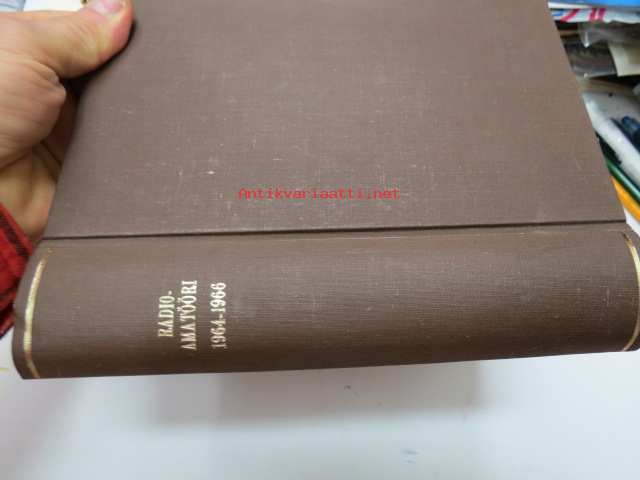 Antikvariaatti.net
RADIO-
AMATÖÖRI
1964-1966